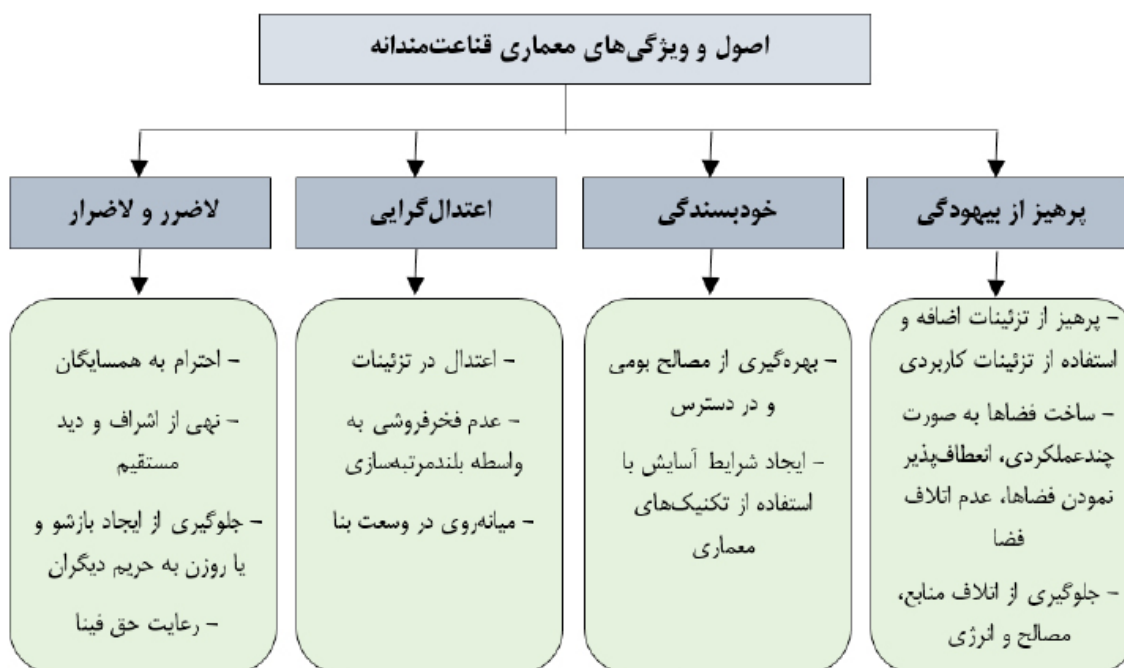 اصول و ویژگی‌های معماری قناعت‌مندانه
پرهیز از بیهودگی
– پرهیز از تزئینات اضافه و
استفاده از تزئینات کاربردی
– ساخت فضاها به صورت
چندعملکردی، انعطاف‌پذیر
نمودن فضاها، عدم اتلاف
فضا
– جلوگیری از اتلاف منابع،
مصالح و انرژی
خودبسندگی
– بهره‌گیری از مصالح بومی
و در دسترس
– ایجاد شرایط آسایش با
استفاده از تکنیک‌های
معماری
اعتدال‌گرایی
– اعتدال در تزئینات
– عدم فخرفروشی به
واسطه بلندمرتبه‌سازی
– میانه‌روی در وسعت بنا
لاضرر و لاضرار
– احترام به همسایگان
– نهی از اشراف و دید
مستقیم
– جلوگیری از ایجاد بازشو و
یا روزن به حریم دیگران
– رعایت حق فینا